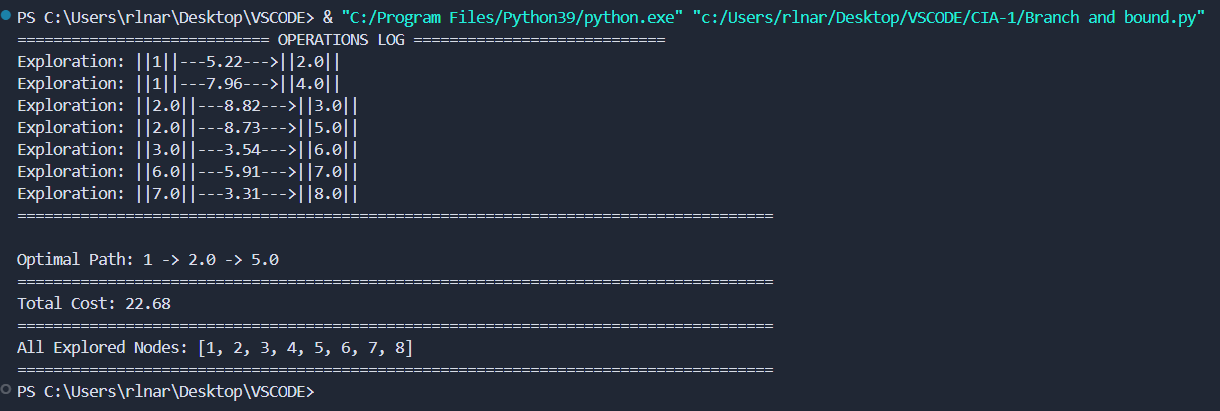 PS C:\Users\rlnar\Desktop\VSCODE> & "C:/Program Files/Python39/python.exe" "c:/Users/rlnar/Desktop/VSCODE/CIA-1/Branch and bound.py"
============================ OPERATIONS LOG ============================
Exploration: ||1||---5.22--->||2.0||
Exploration: ||1||---7.96--->||4.0||
Exploration: ||2.0||---8.82--->||3.0||
Exploration: ||2.0||---8.73--->||5.0||
Exploration: ||3.0||---3.54--->||6.0||
Exploration: ||6.0||---5.91--->||7.0||
Exploration: ||7.0||---3.31--->||8.0||
====================================================================================
Optimal Path: 1 -> 2.0 -> 5.0
====================================================================================
Total Cost: 22.68
====================================================================================
All Explored Nodes: [1, 2, 3, 4, 5, 6, 7, 8]
====================================================================================
PS C:\Users\rlnar\Desktop\VSCODE>